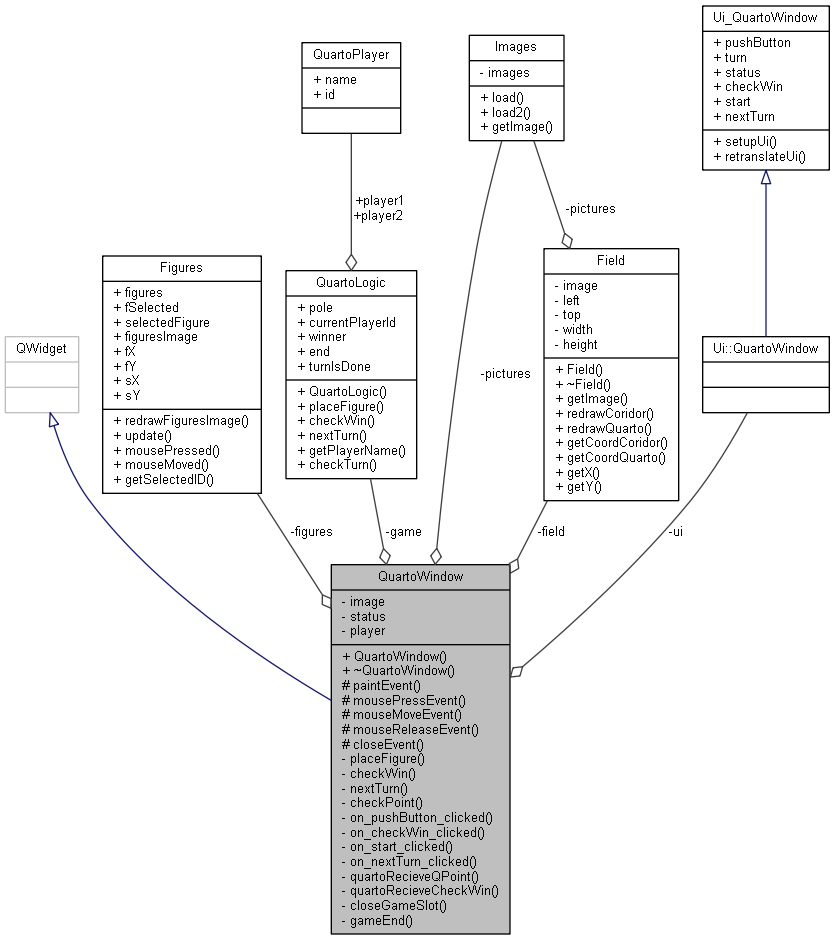 Ui_QuartoWindow
+ pushButton
+ turn
+ status
+ checkWin
+ start
+ nextTurn
+ setupUi()
+ retranslateUi()
Images
- images
+ load()
+ load2()
+ getImage()
QuartoPlayer
+ name
+ id
+player1
+player2
-pictures
Figures
+ figures
+ fSelected
+ selectedFigure
+ figuresImage
+ fX
+ fY
+ sX
+ sY
+ redrawFiguresImage()
+ update()
+ mousePressed()
+ mouseMoved()
+ getSelectedID()
QuartoLogic
+ pole
+ currentPlayerId
+ winner
+ end
+ turnIsDone
+ QuartoLogic()
+ placeFigure()
+ checkWin()
+ nextTurn()
+ getPlayerName()
+ checkTurn()
Field
- image
- left
- top
- width
- height
+ Field()
+ ~Field()
+ getImage()
+ redrawCoridor()
+ redrawQuarto()
+ getCoordCoridor()
+ getCoordQuarto()
+ getX()
+ getY()
QWidget
Ui::QuartoWindow
-pictures
-figures
-game
-field
-ui
QuartoWindow
- image
- status
- player
+ QuartoWindow()
+ ~QuartoWindow()
# paintEvent()
# mousePressEvent()
# mouseMoveEvent()
# mouseReleaseEvent()
# closeEvent()
- placeFigure()
- checkWin()
- nextTurn()
- checkPoint()
- on_pushButton_clicked()
- on_checkWin_clicked()
- on_start_clicked()
- on_nextTurn_clicked()
- quartoRecieveQPoint()
- quartoRecieveCheckWin()
- closeGameSlot()
- gameEnd()